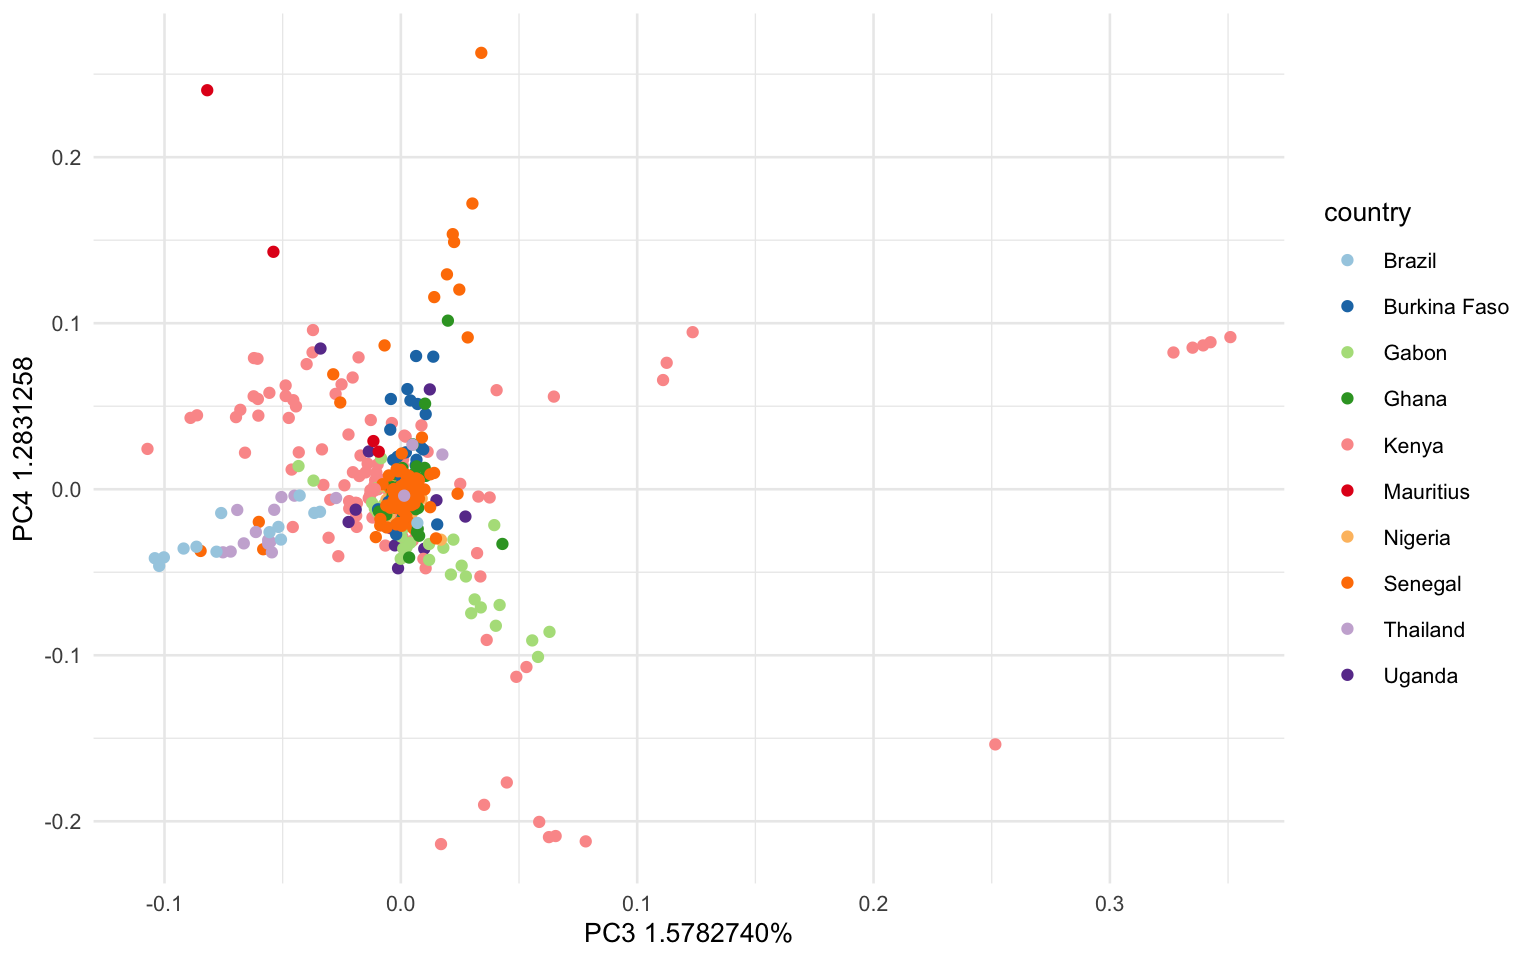 0.2
0.1
0.0
-0.1
-0.2
PC4 1.2831258
-0.1
0.0
0.1
0.2
0.3
PC3 1.5782740%
country
Brazil
Burkina Faso
Gabon
Ghana
Kenya
Mauritius
Nigeria
Senegal
Thailand
Uganda